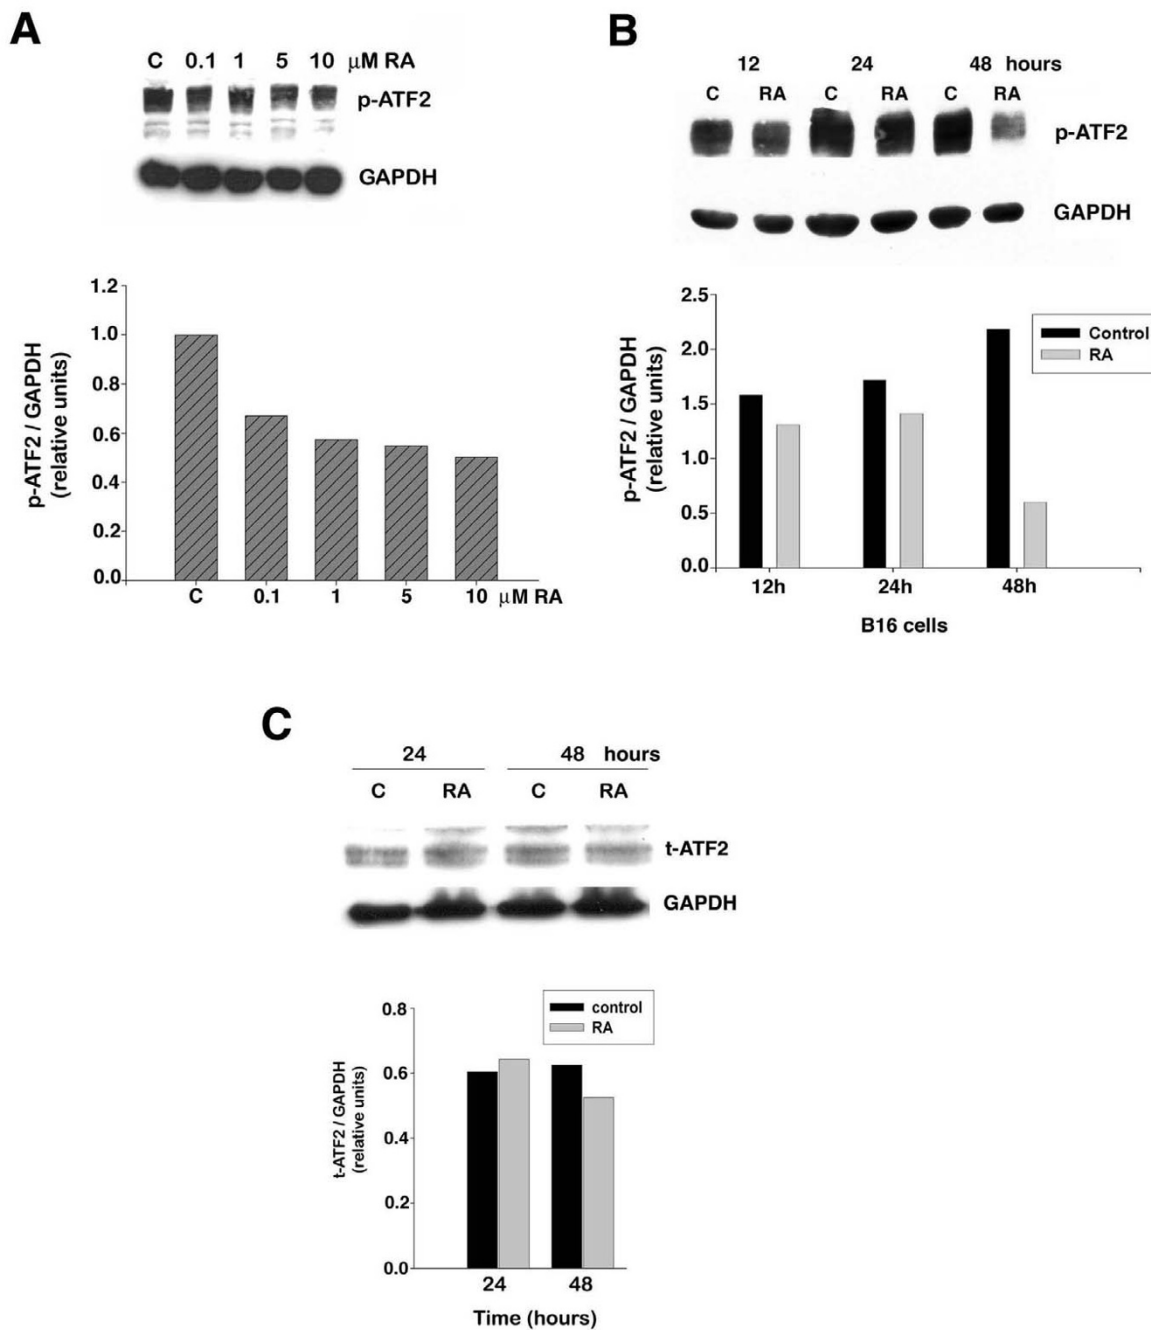 A
C 0.1 1 5 10 μM RA
p-ATF2
GAPDH
1.2
1.0
0.8
0.6
0.4
0.2
0.0
p-ATF2 / GAPDH
(relative units)
C 0.1 1 5 10 μM RA
B
12 24 48 hours
C RA C RA C RA
p-ATF2
GAPDH
2.5
2.0
1.5
1.0
0.5
0.0
p-ATF2 / GAPDH
(relative units)
Control
RA
12h 24h 48h
B16 cells
C
24 48 hours
C RA C RA
t-ATF2
GAPDH
0.8
0.6
0.4
0.2
0.0
t-ATF2 / GAPDH
(relative units)
control
RA
24 48
Time (hours)